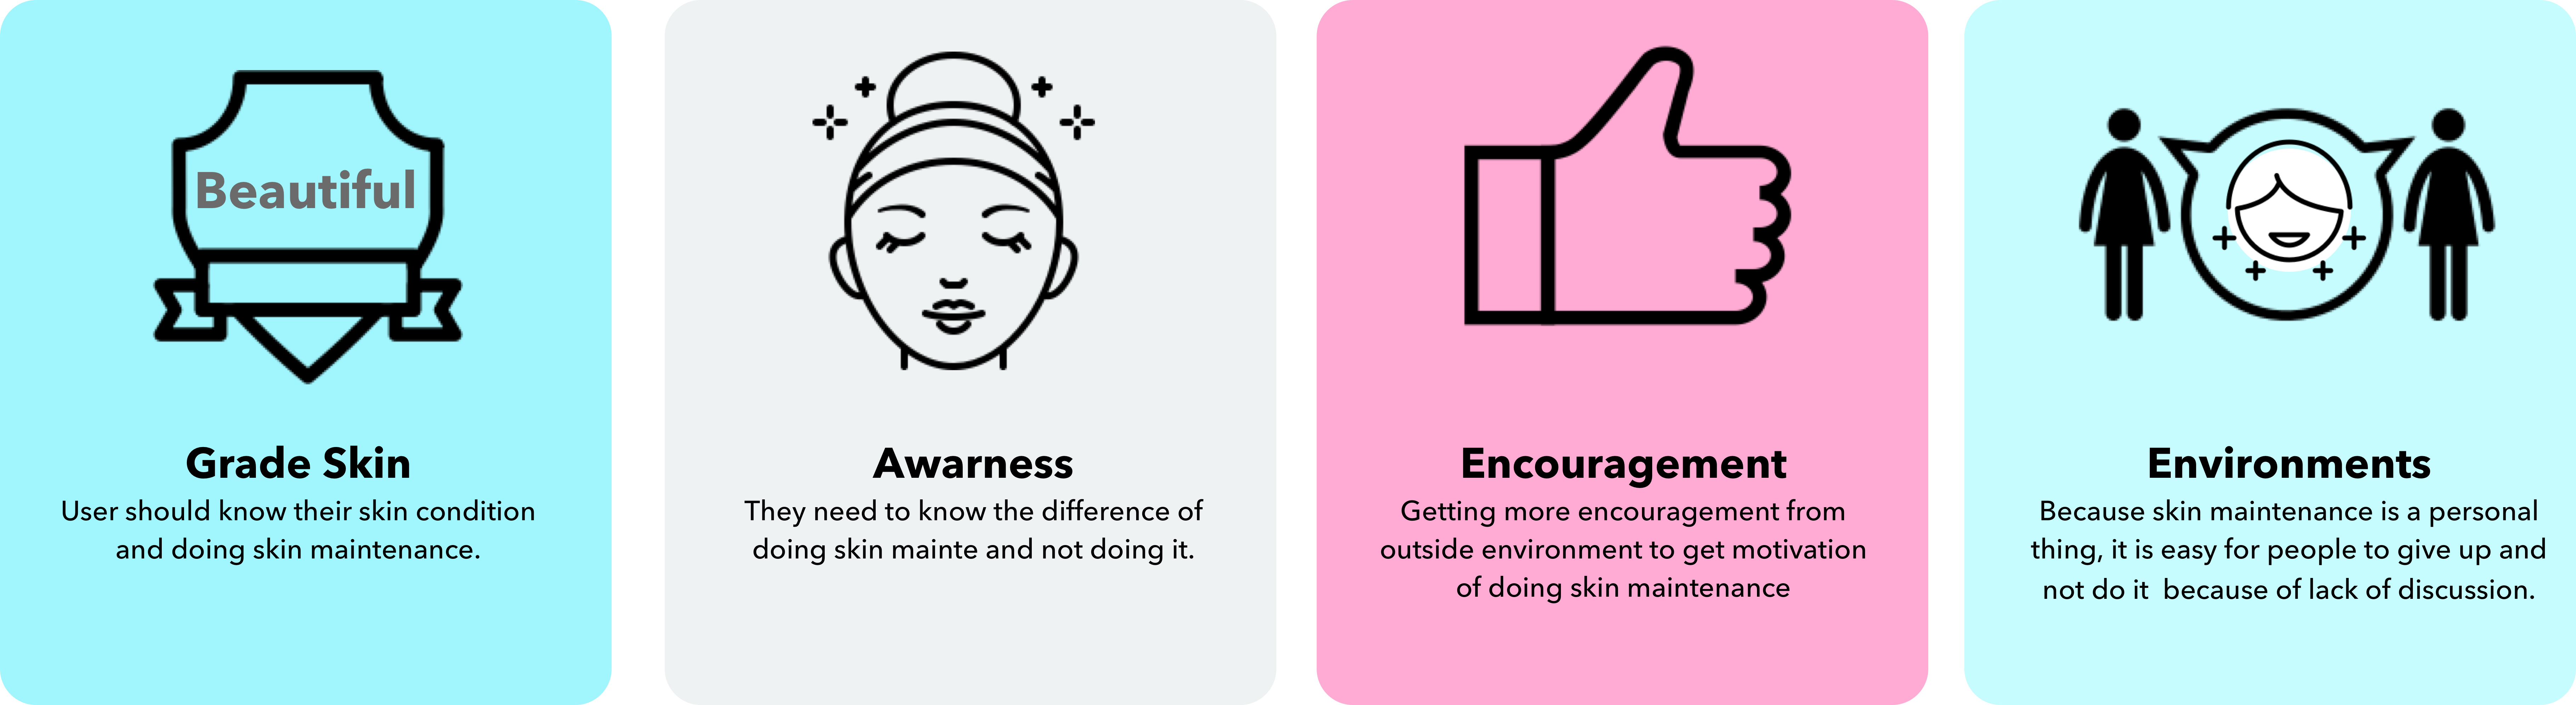 Beautiful
Grade Skin
User should know their skin condition
and doing skin maintenance.
Awarness
They need to know the difference of
doing skin mainte and not doing it.
Encouragement
Getting more encouragement from
outside environment to get motivation
of doing skin maintenance
Environments
Because skin maintenance is a personal
thing, it is easy for people to give up and
not do it  because of lack of discussion.